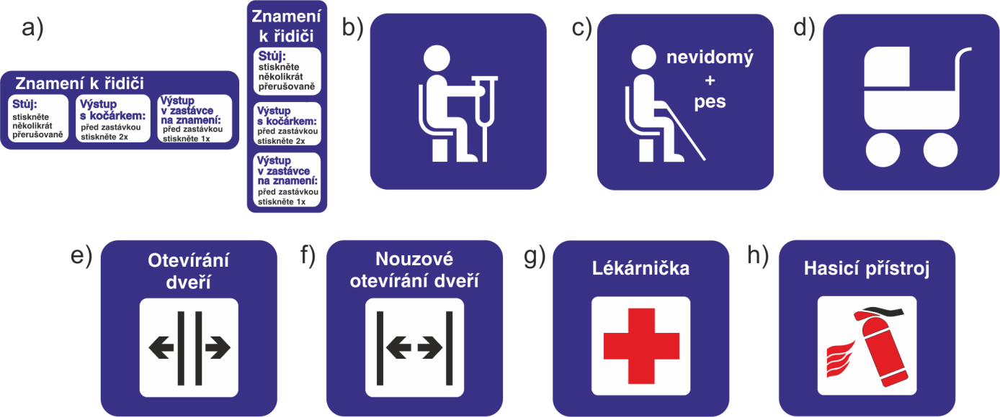 a)
Znamení k řidiči
Stůj:
stiskněte
několikrát
přerušovaně
Výstup
s kočárkem:
před zastávkou
stiskněte 2x
Výstup
v zastávce
na znamení:
před zastávkou
stiskněte 1x
Znamení
k řidiči
Stůj:
stiskněte
několikrát
přerušovaně
Výstup
s kočárkem:
před zastávkou
stiskněte 2x
Výstup
v zastávce
na znamení:
před zastávkou
stiskněte 1x
b)
c)
nevidomý
+
pes
d)
e)
Otevírání
dveří
f)
Nouzové
otevírání dveří
g)
Lékárnička
h)
Hasicí přístroj